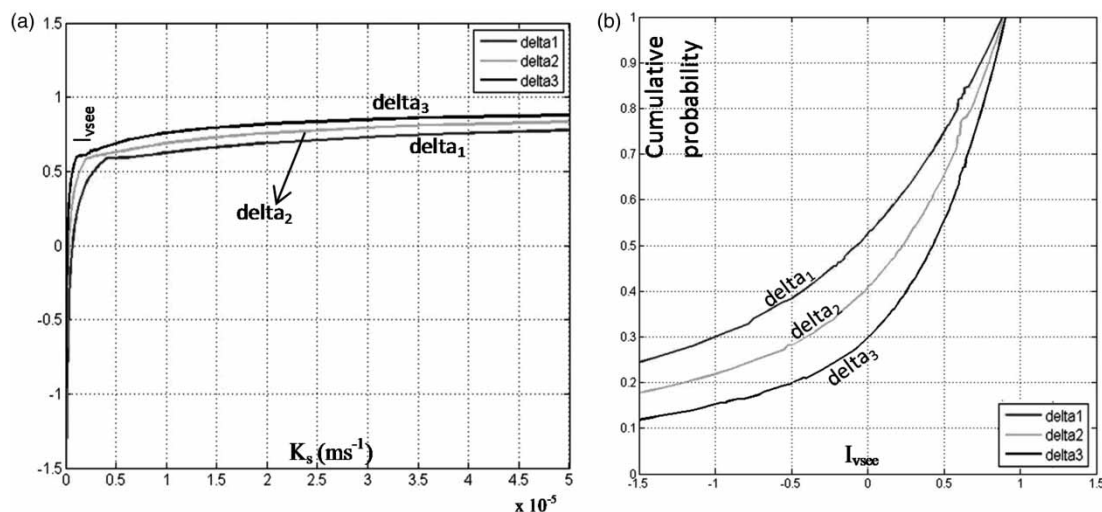 (a)
1.5
1
0.5
0
-0.5
-1
-1.5
I_vsee
delta1
delta2
delta3
delta₃
delta₁
delta₂
Kₛ (ms⁻¹)
0 0.5 1 1.5 2 2.5 3 3.5 4 4.5 5
x 10⁻⁵
(b)
Cumulative
probability
1
0.9
0.8
0.7
0.6
0.5
0.4
0.3
0.2
0.1
0
delta₁
delta₂
delta₃
delta1
delta2
delta3
I_vsee
-1.5 -1 -0.5 0 0.5 1 1.5